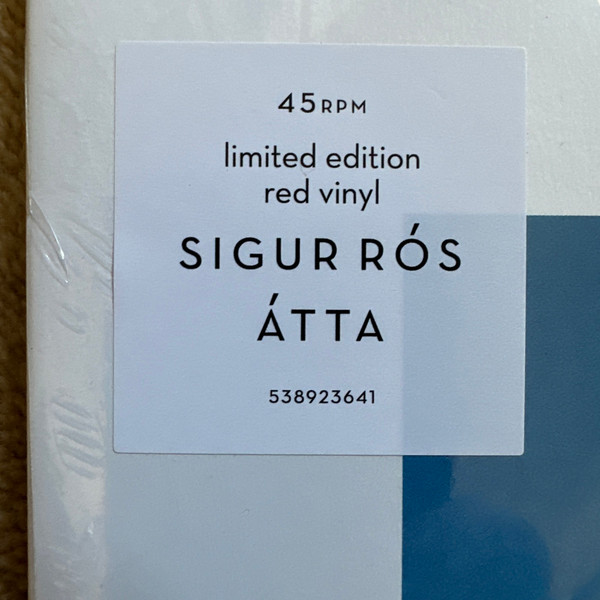 45RPM
limited edition
red vinyl
SIGUR RÓS
ÁTTA
538923641